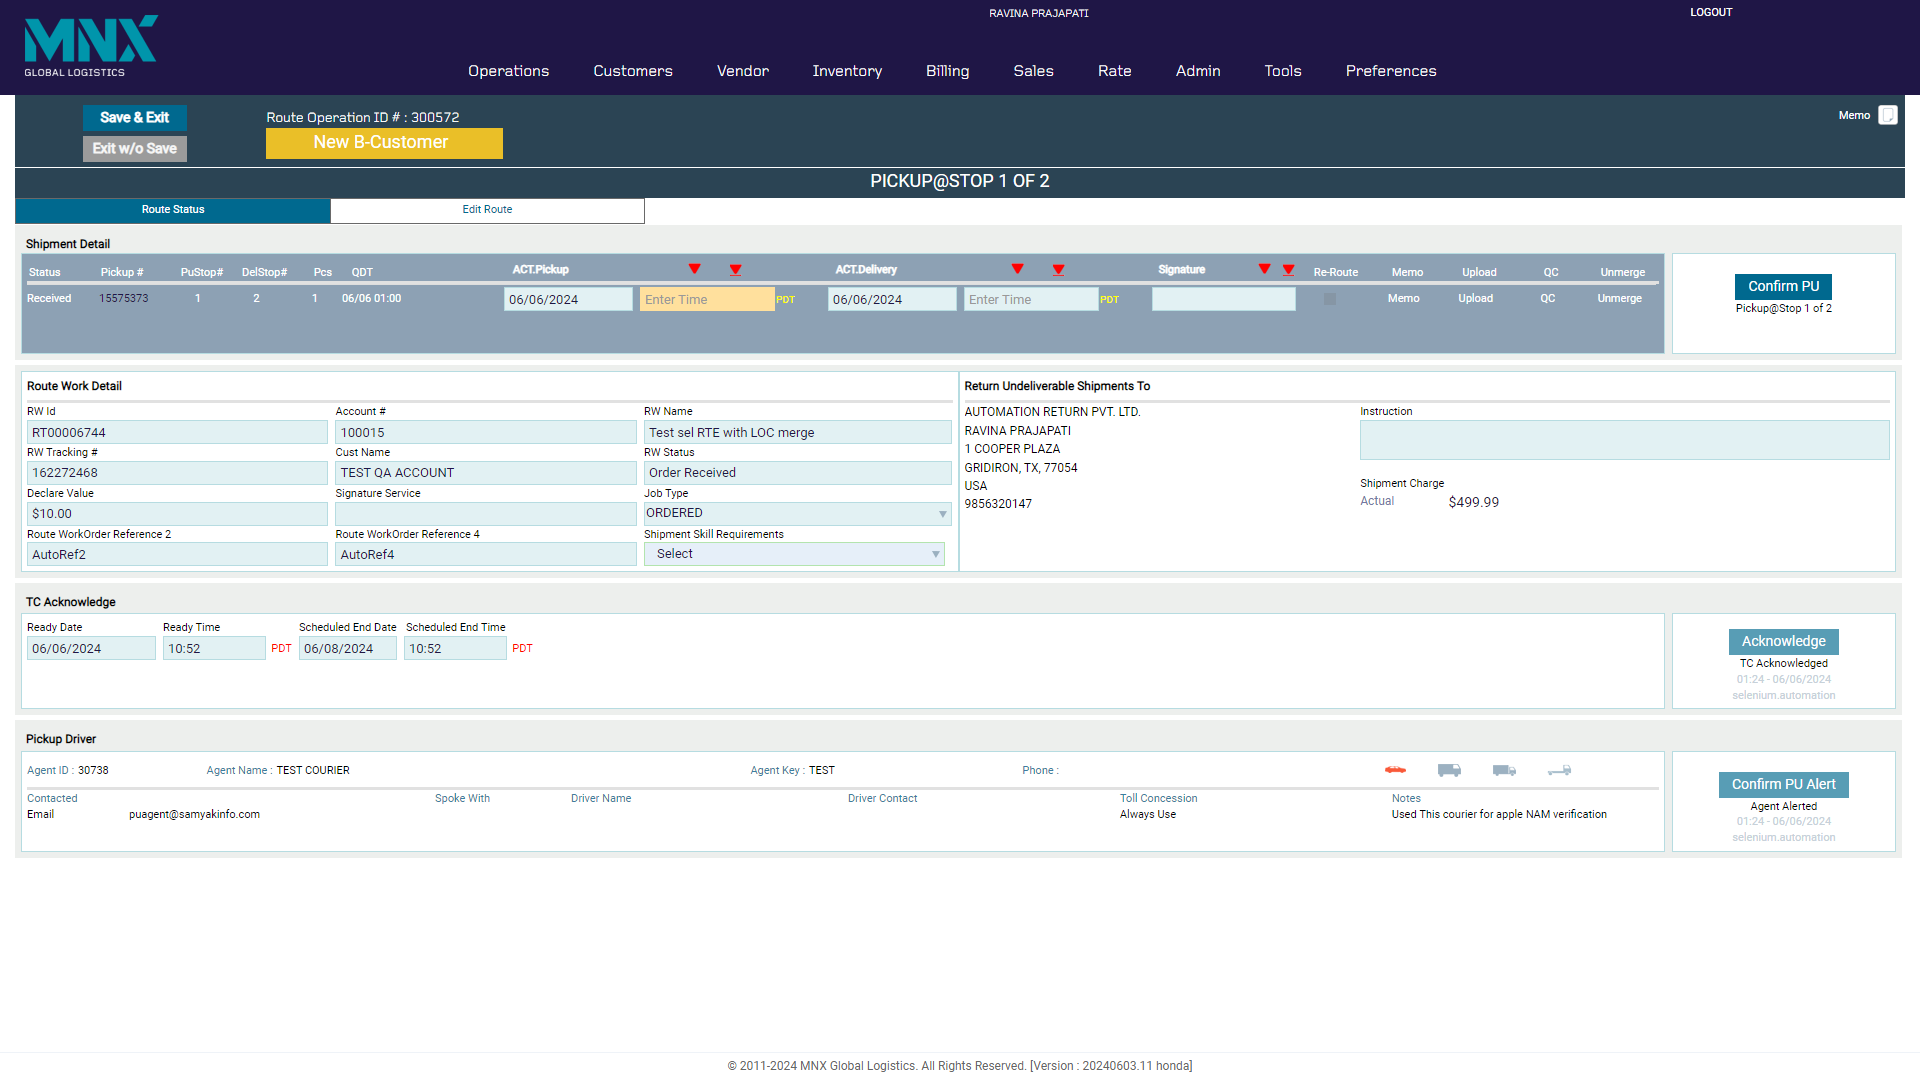 MNX
GLOBAL LOGISTICS
RAVINA PRAJAPATI
LOGOUT
Operations Customers Vendor Inventory Billing Sales Rate Admin Tools Preferences
Save & Exit
Exit w/o Save
Route Operation ID # : 300572
New B-Customer
Memo
PICKUP@STOP 1 OF 2
Route Status Edit Route
Shipment Detail
Status Pickup # PuStop# DelStop# Pcs QDT ACT.Pickup ACT.Delivery Signature Re-Route Memo Upload QC Unmerge
Received 15575373 1 2 1 06/06 01:00 06/06/2024 Enter Time PDT 06/06/2024 Enter Time PDT Memo Upload QC Unmerge
Confirm PU
Pickup@Stop 1 of 2
Route Work Detail
RW Id Account # RW Name
RT00006744 100015 Test sel RTE with LOC merge
RW Tracking # Cust Name RW Status
162272468 TEST QA ACCOUNT Order Received
Declare Value Signature Service Job Type
$10.00 ORDERED
Route WorkOrder Reference 2 Route WorkOrder Reference 4 Shipment Skill Requirements
AutoRef2 AutoRef4 Select
Return Undeliverable Shipments To
AUTOMATION RETURN PVT. LTD.
RAVINA PRAJAPATI
1 COOPER PLAZA
GRIDIRON, TX, 77054
USA
9856320147
Instruction
Shipment Charge
Actual $499.99
TC Acknowledge
Ready Date Ready Time Scheduled End Date Scheduled End Time
06/06/2024 10:52 PDT 06/08/2024 10:52 PDT
Acknowledge
TC Acknowledged
01:24 - 06/06/2024
selenium.automation
Pickup Driver
Agent ID : 30738 Agent Name : TEST COURIER Agent Key : TEST Phone :
Contacted Spoke With Driver Name Driver Contact Toll Concession Notes
Email puagent@samyakinfo.com Always Use Used This courier for apple NAM verification
Confirm PU Alert
Agent Alerted
01:24 - 06/06/2024
selenium.automation
© 2011-2024 MNX Global Logistics. All Rights Reserved. [Version : 20240603.11 honda]